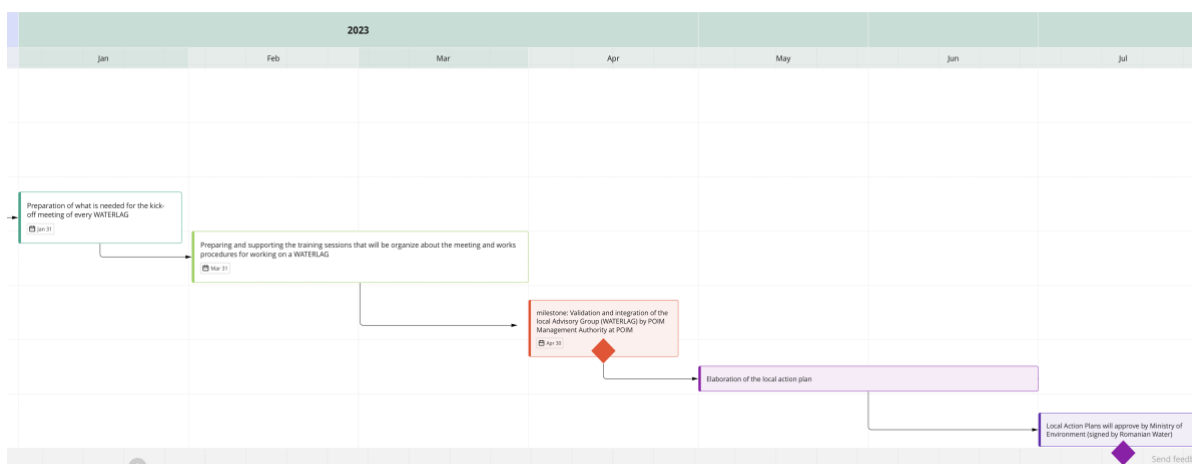 2023
Jan
Feb
Mar
Apr
May
Jun
Jul
Preparation of what is needed for the kick-
off meeting of every WATERLAG
Jan 31
Preparing and supporting the training sessions that will be organize about the meeting and works
procedures for working on a WATERLAG
Mar 31
milestone: Validation and integration of the
local Advisory Group (WATERLAG) by POIM
Management Authority at POIM
Apr 30
Elaboration of the local action plan
Local Action Plans will approve by Ministry of
Environment (signed by Romanian Water)
Send feedb